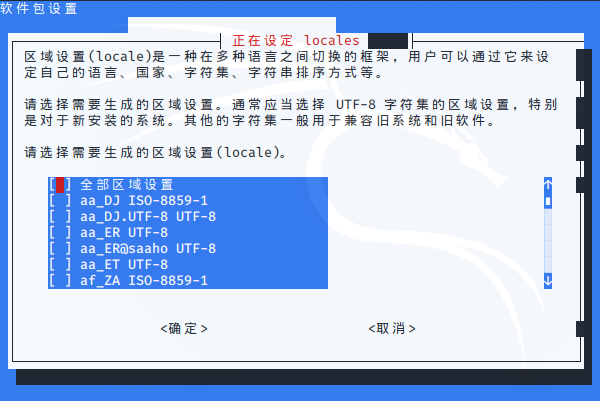 软件包设置
正在设定 locales
区域设置(locale)是一种在多种语言之间切换的框架，用户可以通过它来设
定自己的语言、国家、字符集、字符串排序方式等。
请选择需要生成的区域设置。通常应当选择 UTF-8 字符集的区域设置，特别
是对于新安装的系统。其他的字符集一般用于兼容旧系统和旧软件。
请选择需要生成的区域设置(locale)。
[ ] 全部区域设置
[ ] aa_DJ ISO-8859-1
[ ] aa_DJ.UTF-8 UTF-8
[ ] aa_ER UTF-8
[ ] aa_ER@saaho UTF-8
[ ] aa_ET UTF-8
[ ] af_ZA ISO-8859-1
<确定> <取消>